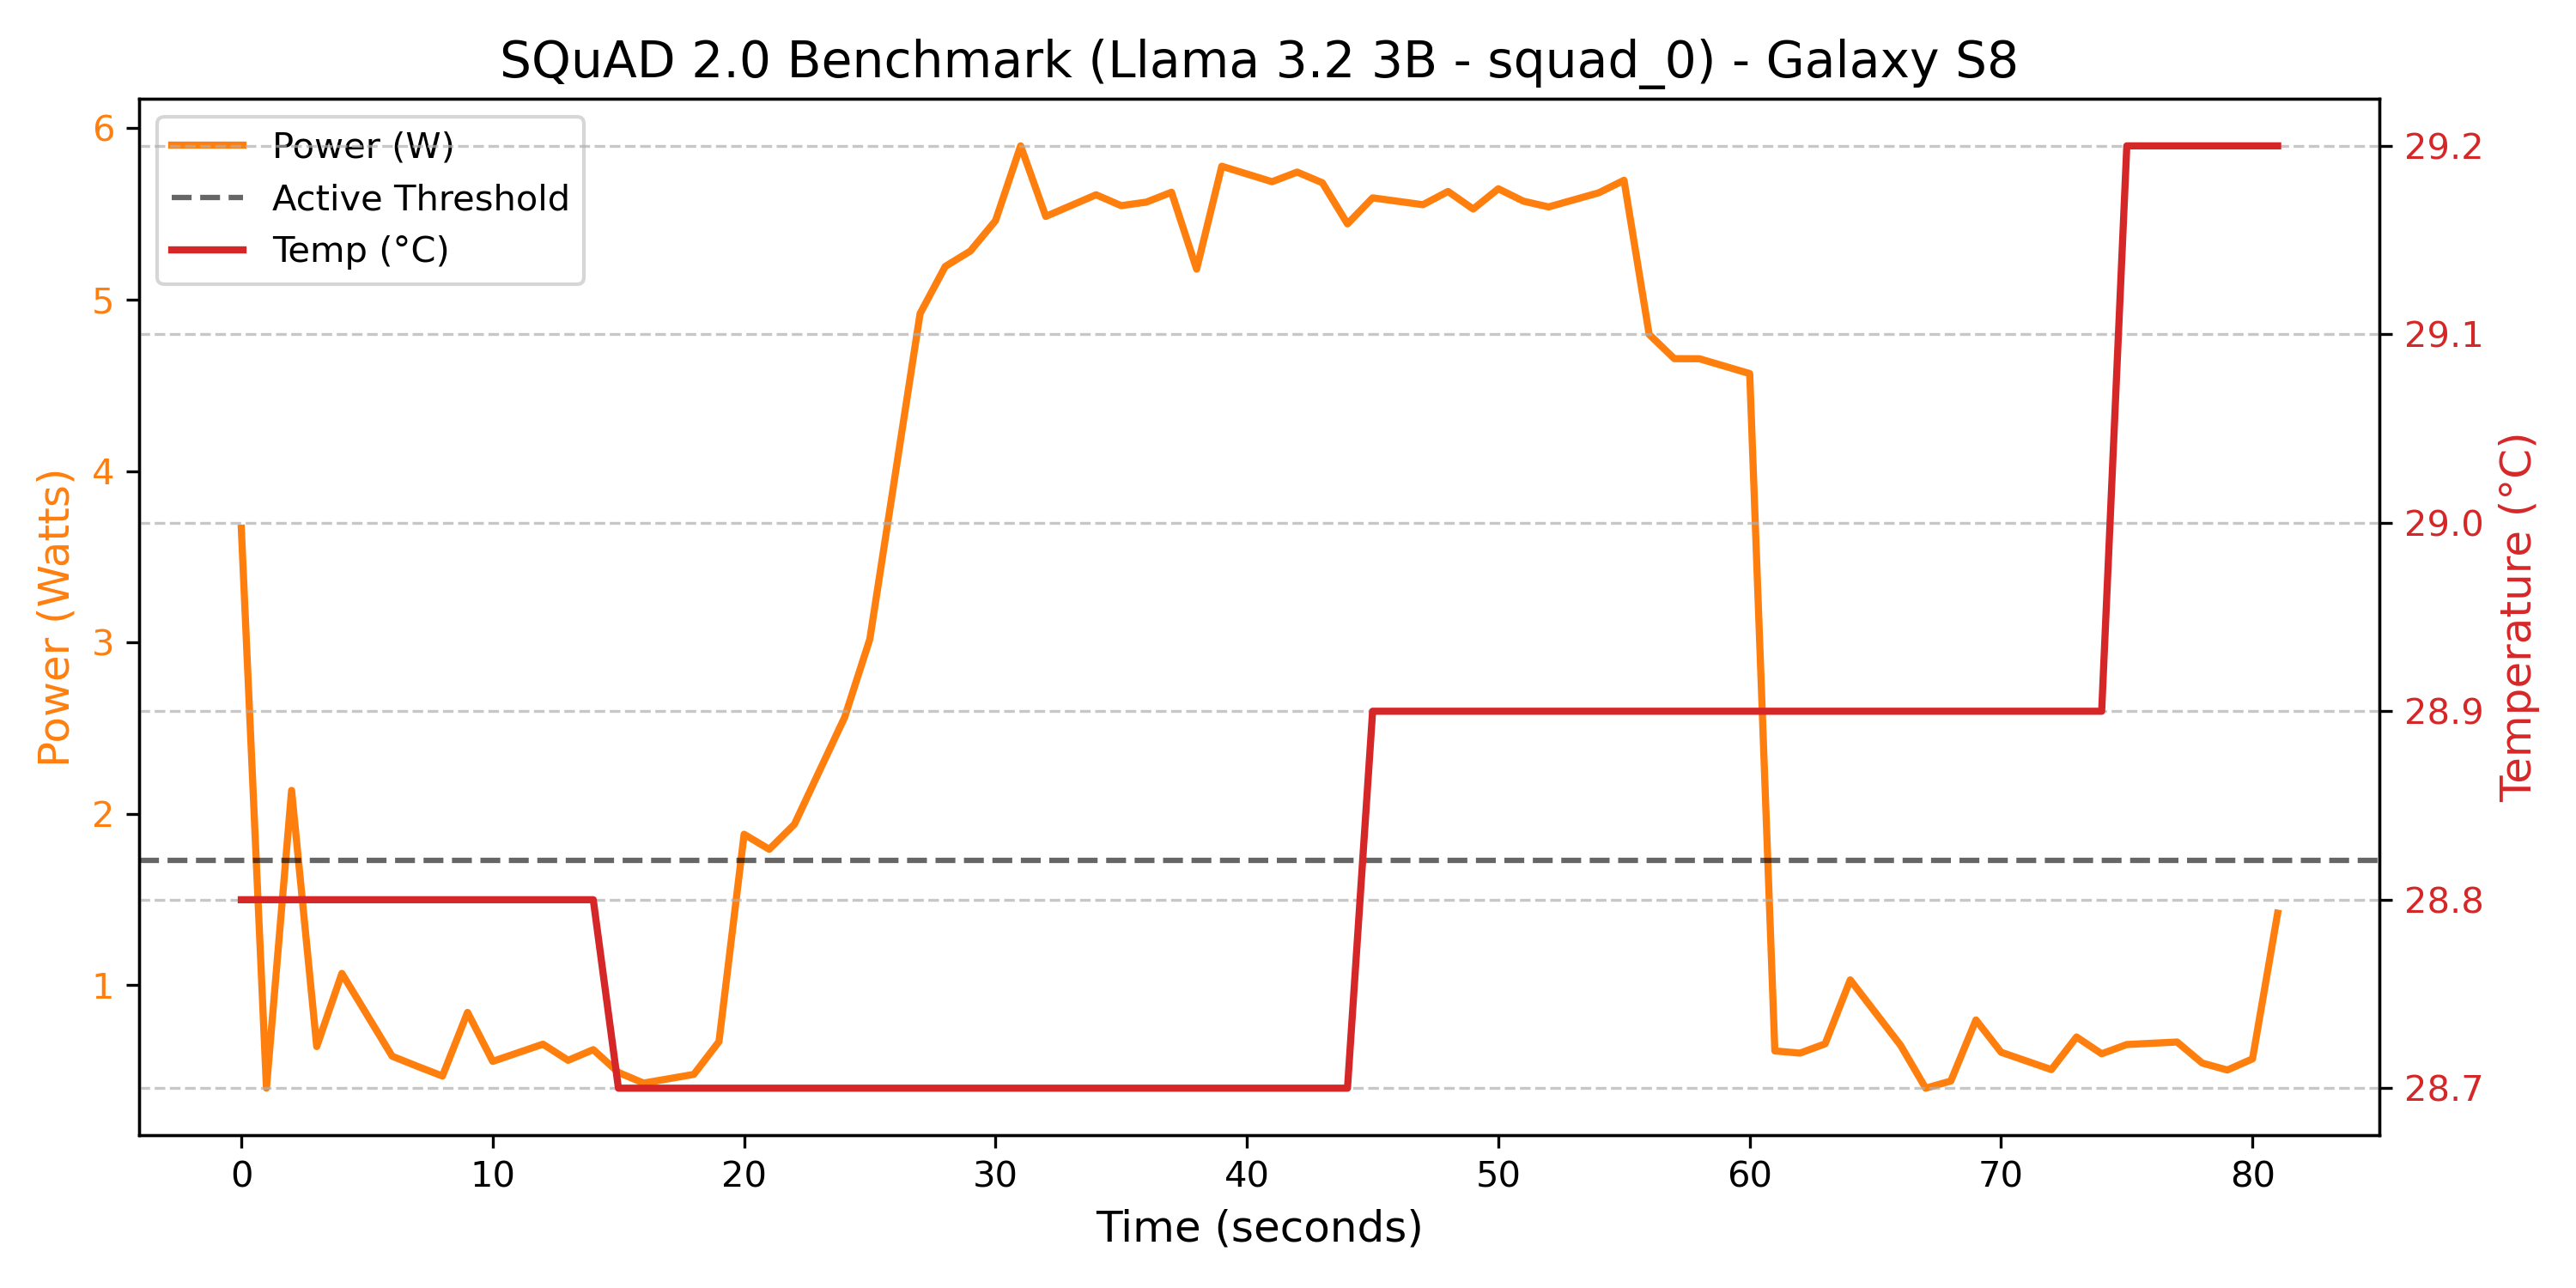 SQuAD 2.0 Benchmark (Llama 3.2 3B - squad_0) - Galaxy S8
Power (W)
Active Threshold
Temp (°C)
6
5
4
3
2
1
Power (Watts)
29.2
29.1
29.0
28.9
28.8
28.7
Temperature (°C)
0 10 20 30 40 50 60 70 80
Time (seconds)